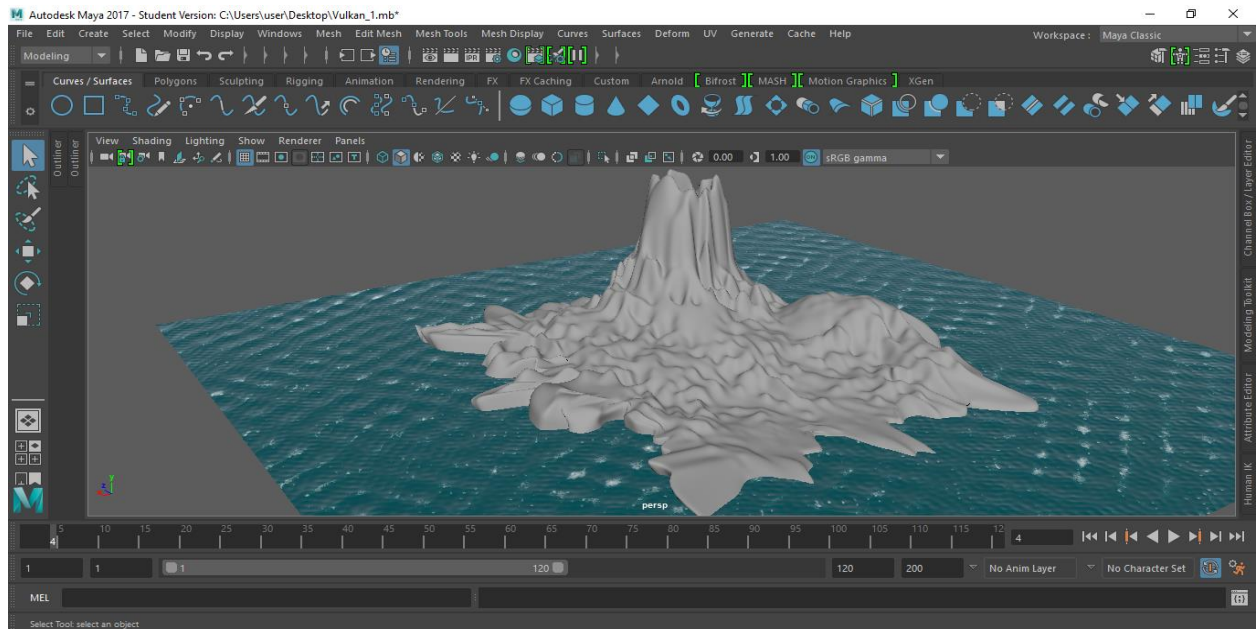 Autodesk Maya 2017 - Student Version: C:\Users\user\Desktop\Vulkan_1.mb*
File Edit Create Select Modify Display Windows Mesh Edit Mesh Mesh Tools Mesh Display Curves Surfaces Deform UV Generate Cache Help Workspace: Maya Classic
Modeling
Curves / Surfaces Polygons Sculpting Rigging Animation Rendering FX FX Caching Custom Arnold Bifrost MASH Motion Graphics XGen
View Shading Lighting Show Renderer Panels
0.00 1.00 sRGB gamma
Outliner
Outliner
Channel Box / Layer Editor
Modeling Toolkit
Attribute Editor
Human IK
persp
5 10 15 20 25 30 35 40 45 50 55 60 65 70 75 80 85 90 95 100 105 110 115 12
4 4
1 1 1 120 120 200 No Anim Layer No Character Set
MEL
Select Tool: select an object